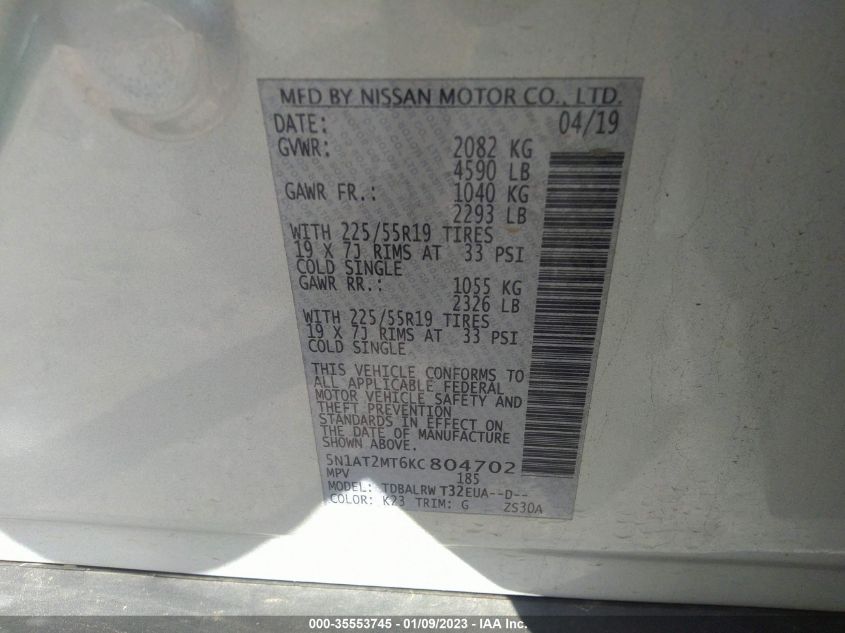 MFD BY NISSAN MOTOR CO., LTD.
DATE: 04/19
GVWR: 2082 KG
4590 LB
GAWR FR.: 1040 KG
2293 LB
WITH 225/55R19 TIRES
19 X 7J RIMS AT 33 PSI
COLD SINGLE
GAWR RR.: 1055 KG
2326 LB
WITH 225/55R19 TIRES
19 X 7J RIMS AT 33 PSI
COLD SINGLE
THIS VEHICLE CONFORMS TO
ALL APPLICABLE FEDERAL
MOTOR VEHICLE SAFETY AND
THEFT PREVENTION
STANDARDS IN EFFECT ON
THE DATE OF MANUFACTURE
SHOWN ABOVE.
5N1AT2MT6KC804702
MPV 185
MODEL: TDBALRW T32EUA--D--
COLOR: K23 TRIM: G ZS30A
000-35553745 - 01/09/2023 - IAA Inc.